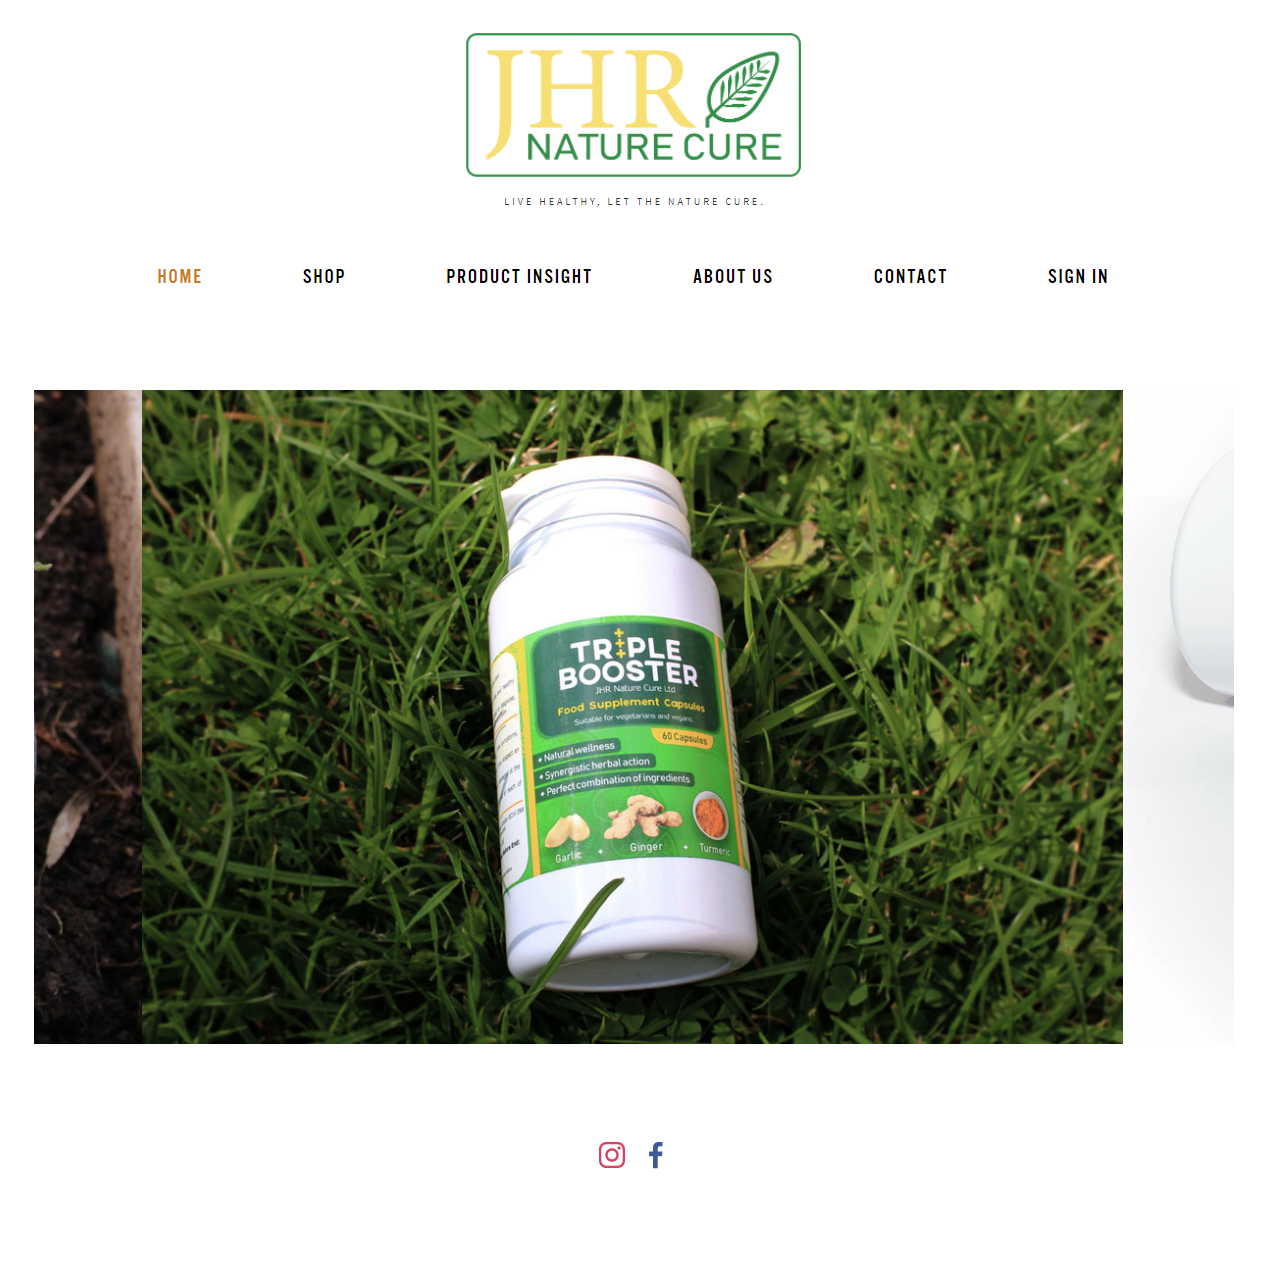 JHR
NATURE CURE
LIVE HEALTHY, LET THE NATURE CURE.
HOME SHOP PRODUCT INSIGHT ABOUT US CONTACT SIGN IN
TRIPLE
BOOSTER
JHR Nature Cure Ltd
Food Supplement Capsules
Suitable for vegetarians and vegans.
60 Capsules
+ Natural wellness
+ Synergistic herbal action
+ Perfect combination of ingredients
Garlic + Ginger + Turmeric